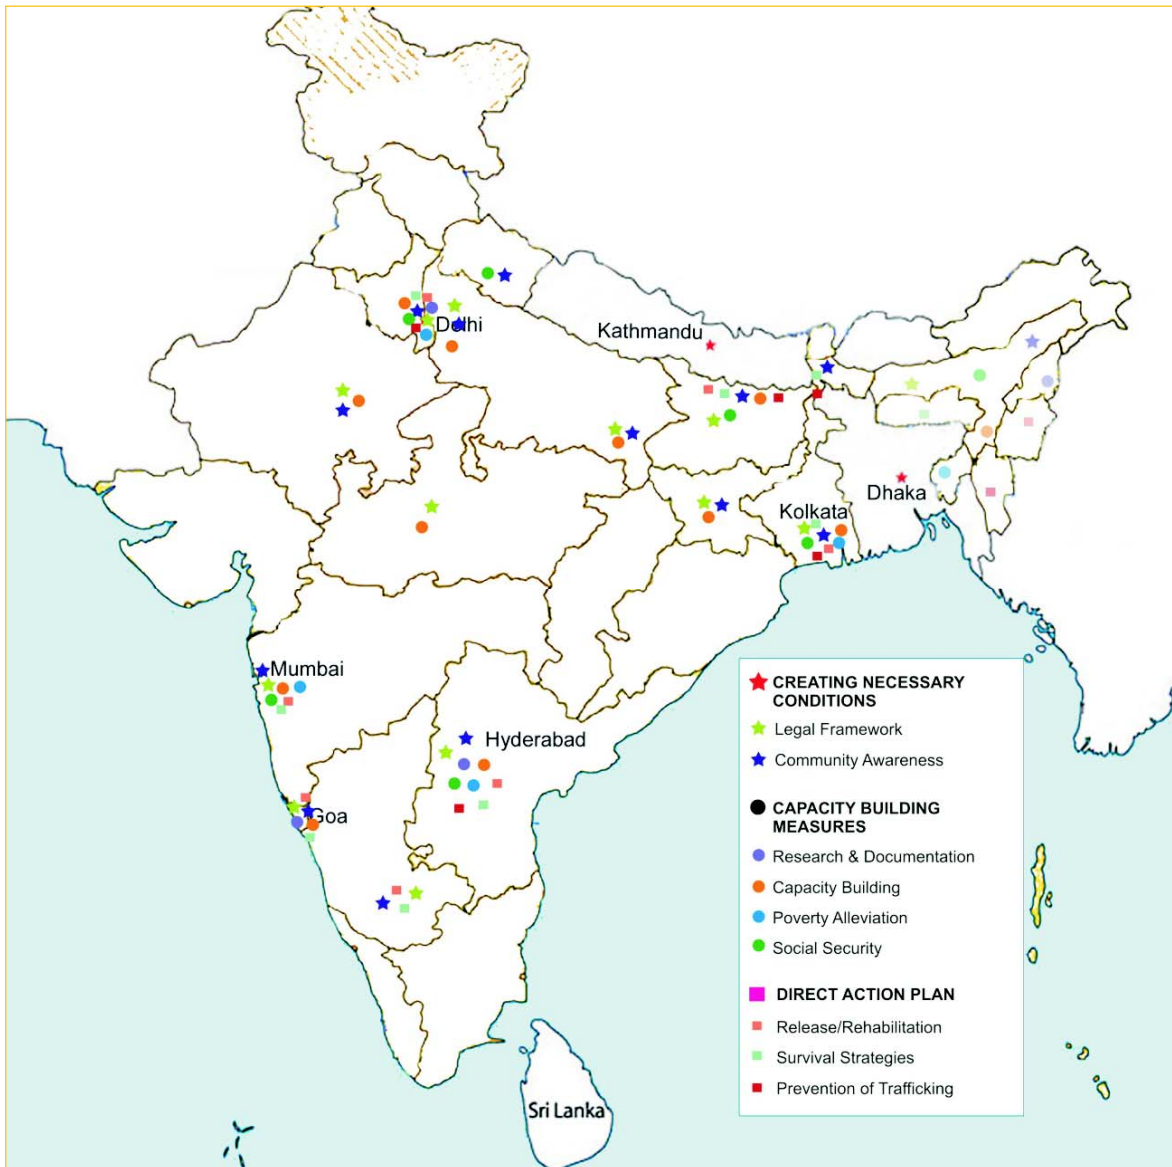 Kathmandu
Delhi
Dhaka
Kolkata
Mumbai
Hyderabad
Goa
Sri Lanka
CREATING NECESSARY
CONDITIONS
Legal Framework
Community Awareness
CAPACITY BUILDING
MEASURES
Research & Documentation
Capacity Building
Poverty Alleviation
Social Security
DIRECT ACTION PLAN
Release/Rehabilitation
Survival Strategies
Prevention of Trafficking